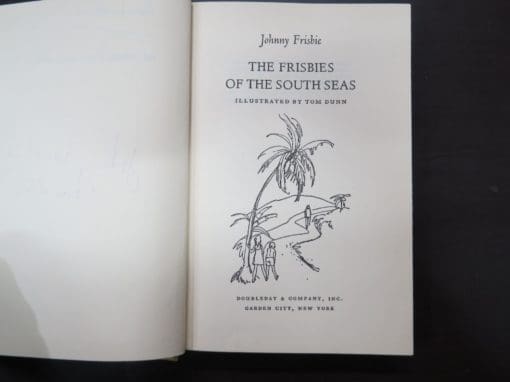 Johnny Frisbie
THE FRISBIES
OF THE SOUTH SEAS
ILLUSTRATED BY TOM DUNN
DOUBLEDAY & COMPANY, INC.
GARDEN CITY, NEW YORK